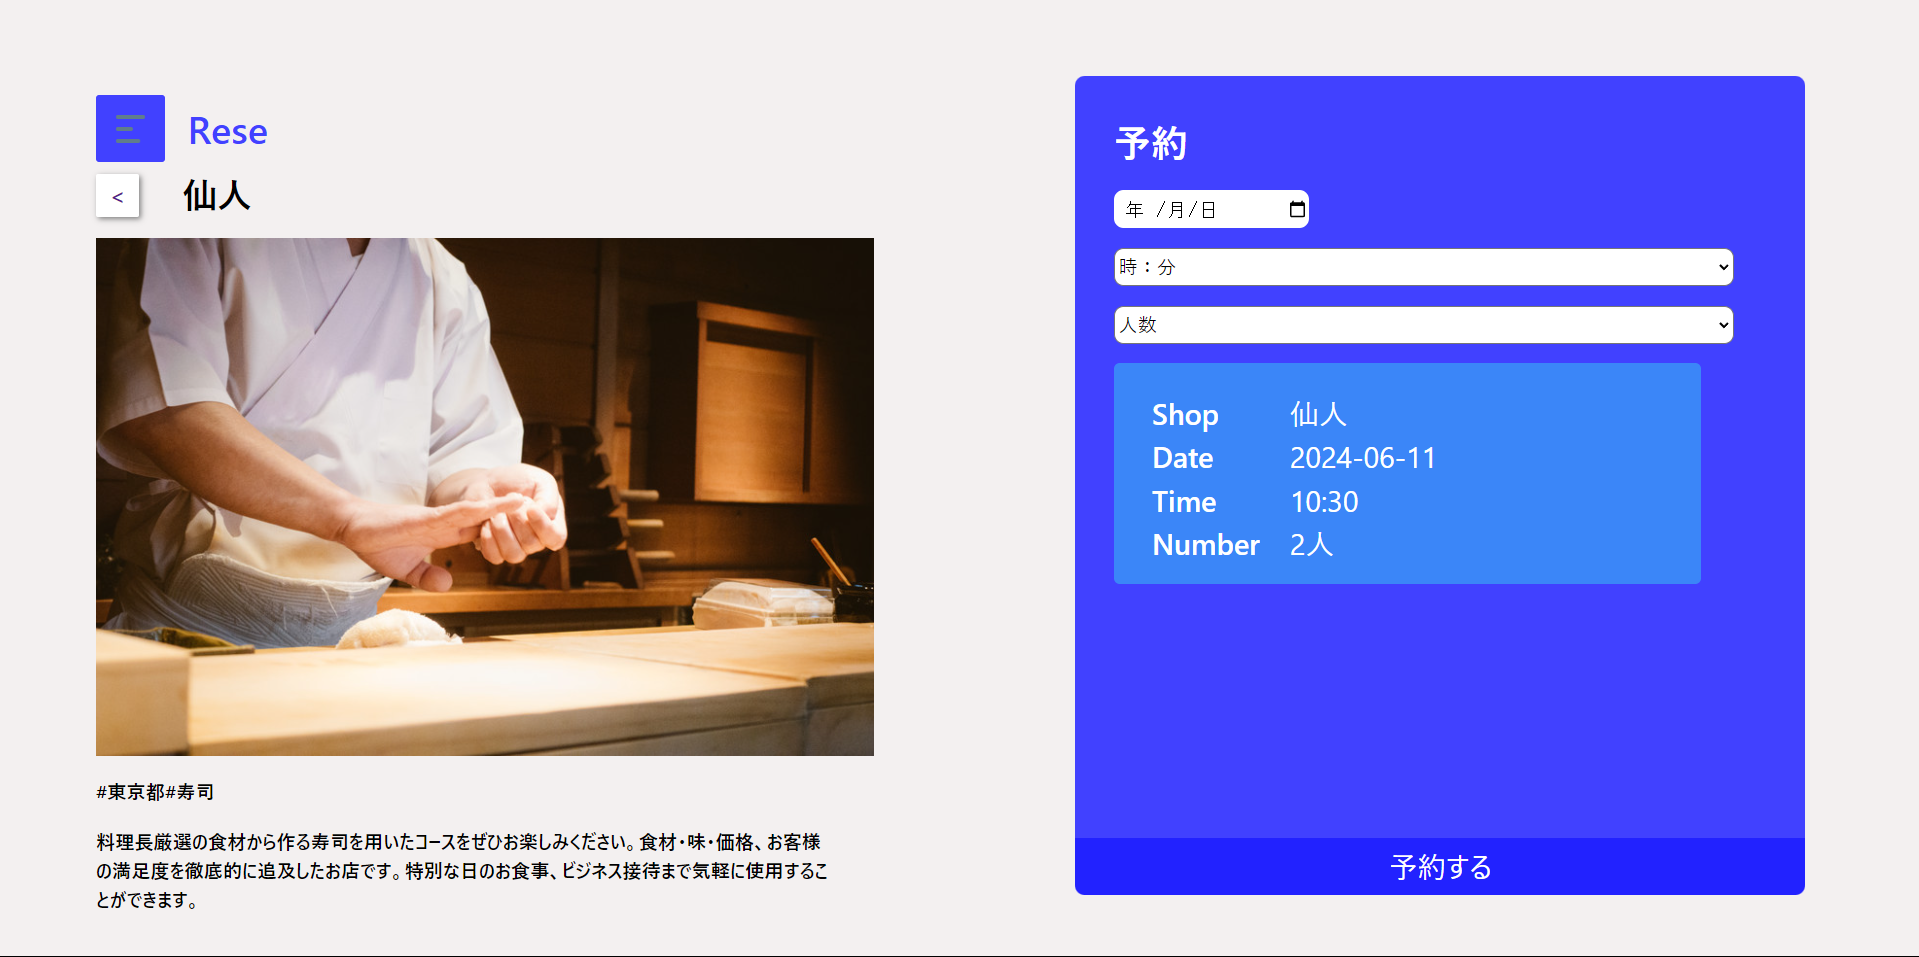 Rese
<
仙人
#東京都#寿司
料理長厳選の食材から作る寿司を用いたコースをぜひお楽しみください。食材・味・価格、お客様
の満足度を徹底的に追及したお店です。特別な日のお食事、ビジネス接待まで気軽に使用するこ
とができます。
予約
年 /月/日
時：分
人数
Shop 仙人
Date 2024-06-11
Time 10:30
Number 2人
予約する